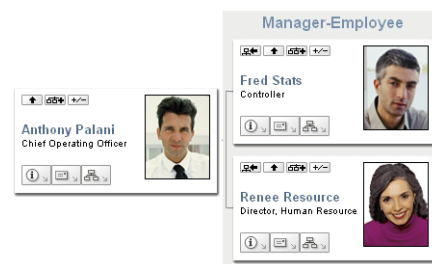 Manager-Employee
Anthony Palani
Chief Operating Officer
Fred Stats
Controller
Renee Resource
Director, Human Resource